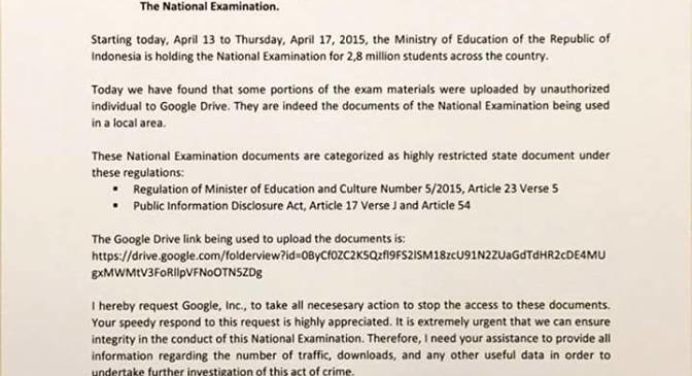 The National Examination.
Starting today, April 13 to Thursday, April 17, 2015, the Ministry of Education of the Republic of
Indonesia is holding the National Examination for 2,8 million students across the country.
Today we have found that some portions of the exam materials were uploaded by unauthorized
individual to Google Drive. They are indeed the documents of the National Examination being used
in a local area.
These National Examination documents are categorized as highly restricted state document under
these regulations:
• Regulation of Minister of Education and Culture Number 5/2015, Article 23 Verse 5
• Public Information Disclosure Act, Article 17 Verse J and Article 54
The Google Drive link being used to upload the documents is:
https://drive.google.com/folderview?id=0ByCf0ZC2K5Qzfl9FS2lSM18zcU91N2ZUaGdTdHR2cDE4MU
gxMWMtV3FoRllpVFNoOTN5ZDg
I hereby request Google, Inc., to take all necesesary action to stop the access to these documents.
Your speedy respond to this request is highly appreciated. It is extremely urgent that we can ensure
integrity in the conduct of this National Examination. Therefore, I need your assistance to provide all
information regarding the number of traffic, downloads, and any other useful data in order to
undertake further investigation of this act of crime.